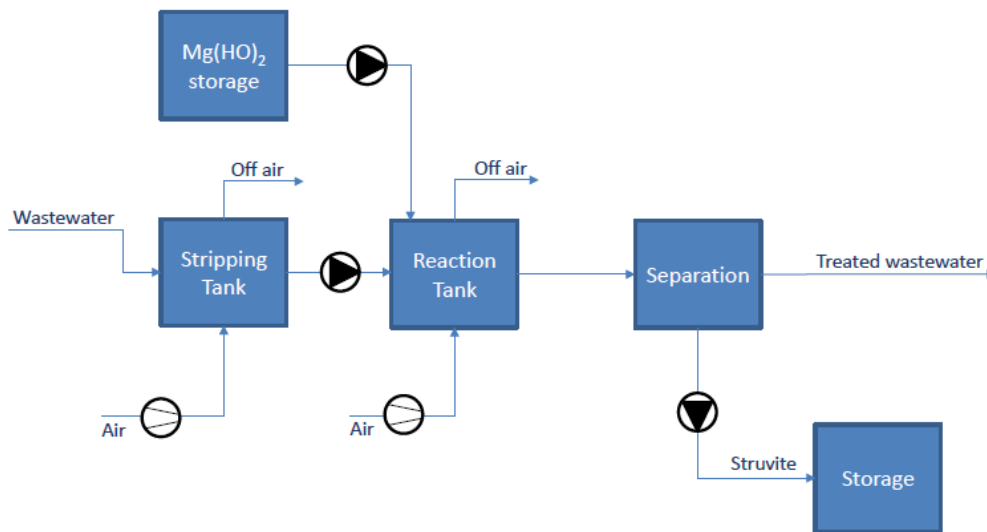 Mg(HO)₂
storage
Off air
Off air
Wastewater
Stripping
Tank
Reaction
Tank
Separation
Treated wastewater
Air
Air
Struvite
Storage